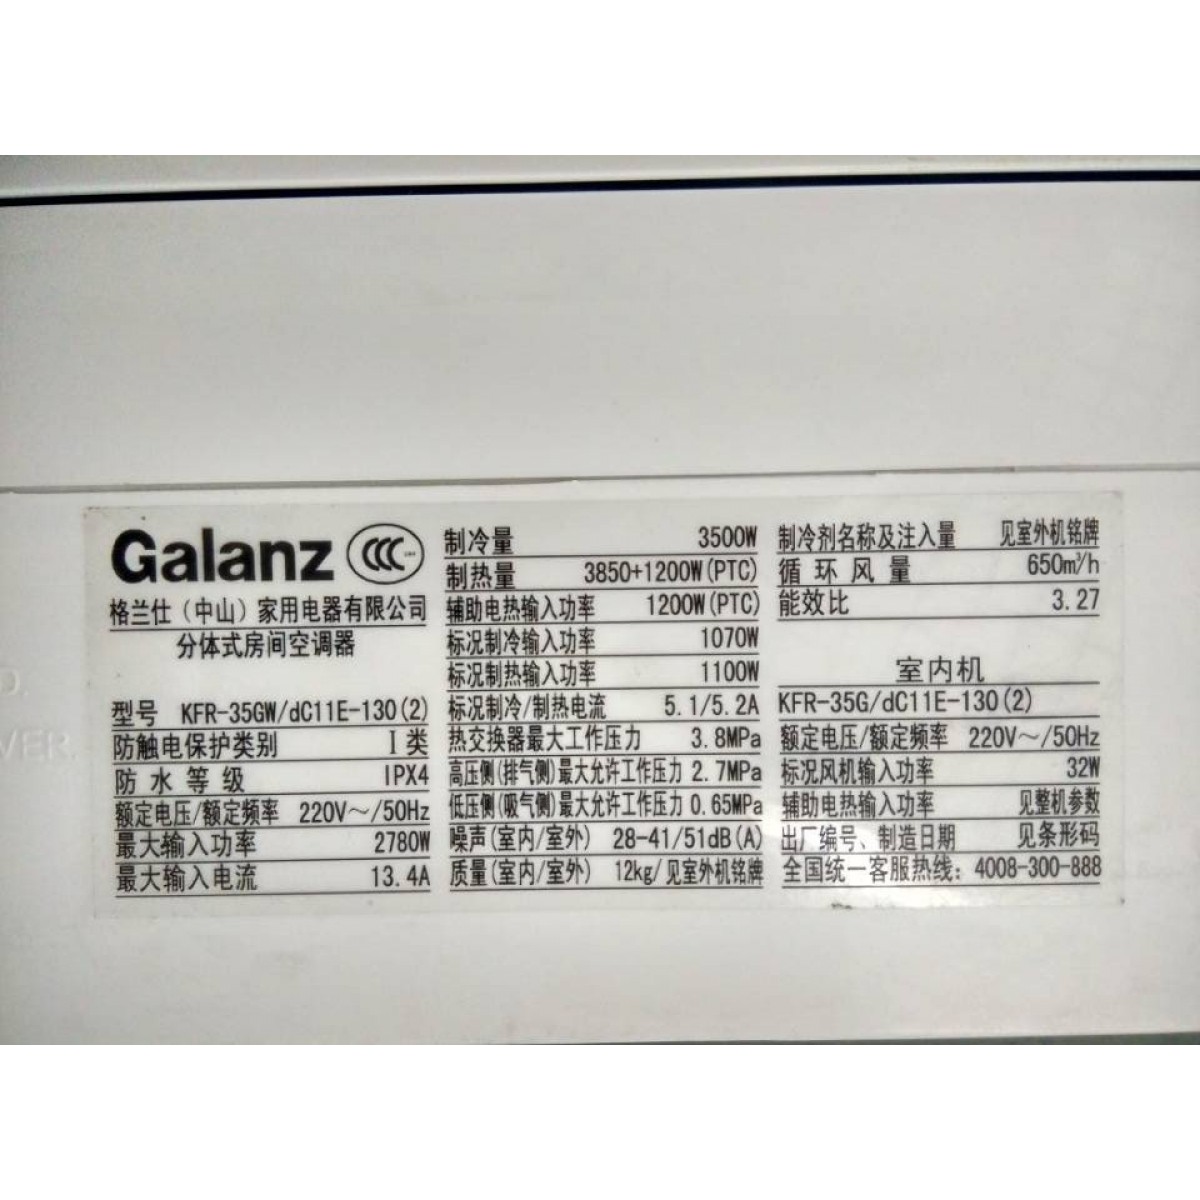 Galanz
格兰仕（中山）家用电器有限公司
分体式房间空调器
型号 KFR-35GW/dC11E-130(2)
防触电保护类别 I类
防水等级 IPX4
额定电压/额定频率 220V～/50Hz
最大输入功率 2780W
最大输入电流 13.4A
制冷量 3500W
制热量 3850+1200W(PTC)
辅助电热输入功率 1200W(PTC)
标况制冷输入功率 1070W
标况制热输入功率 1100W
标况制冷/制热电流 5.1/5.2A
热交换器最大工作压力 3.8MPa
高压侧(排气侧)最大允许工作压力 2.7MPa
低压侧(吸气侧)最大允许工作压力 0.65MPa
噪声(室内/室外) 28-41/51dB(A)
质量(室内/室外) 12kg/见室外机铭牌
制冷剂名称及注入量 见室外机铭牌
循环风量 650m³/h
能效比 3.27
室内机
KFR-35G/dC11E-130(2)
额定电压/额定频率 220V～/50Hz
标况风机输入功率 32W
辅助电热输入功率 见整机参数
出厂编号、制造日期 见条形码
全国统一客服热线：4008-300-888